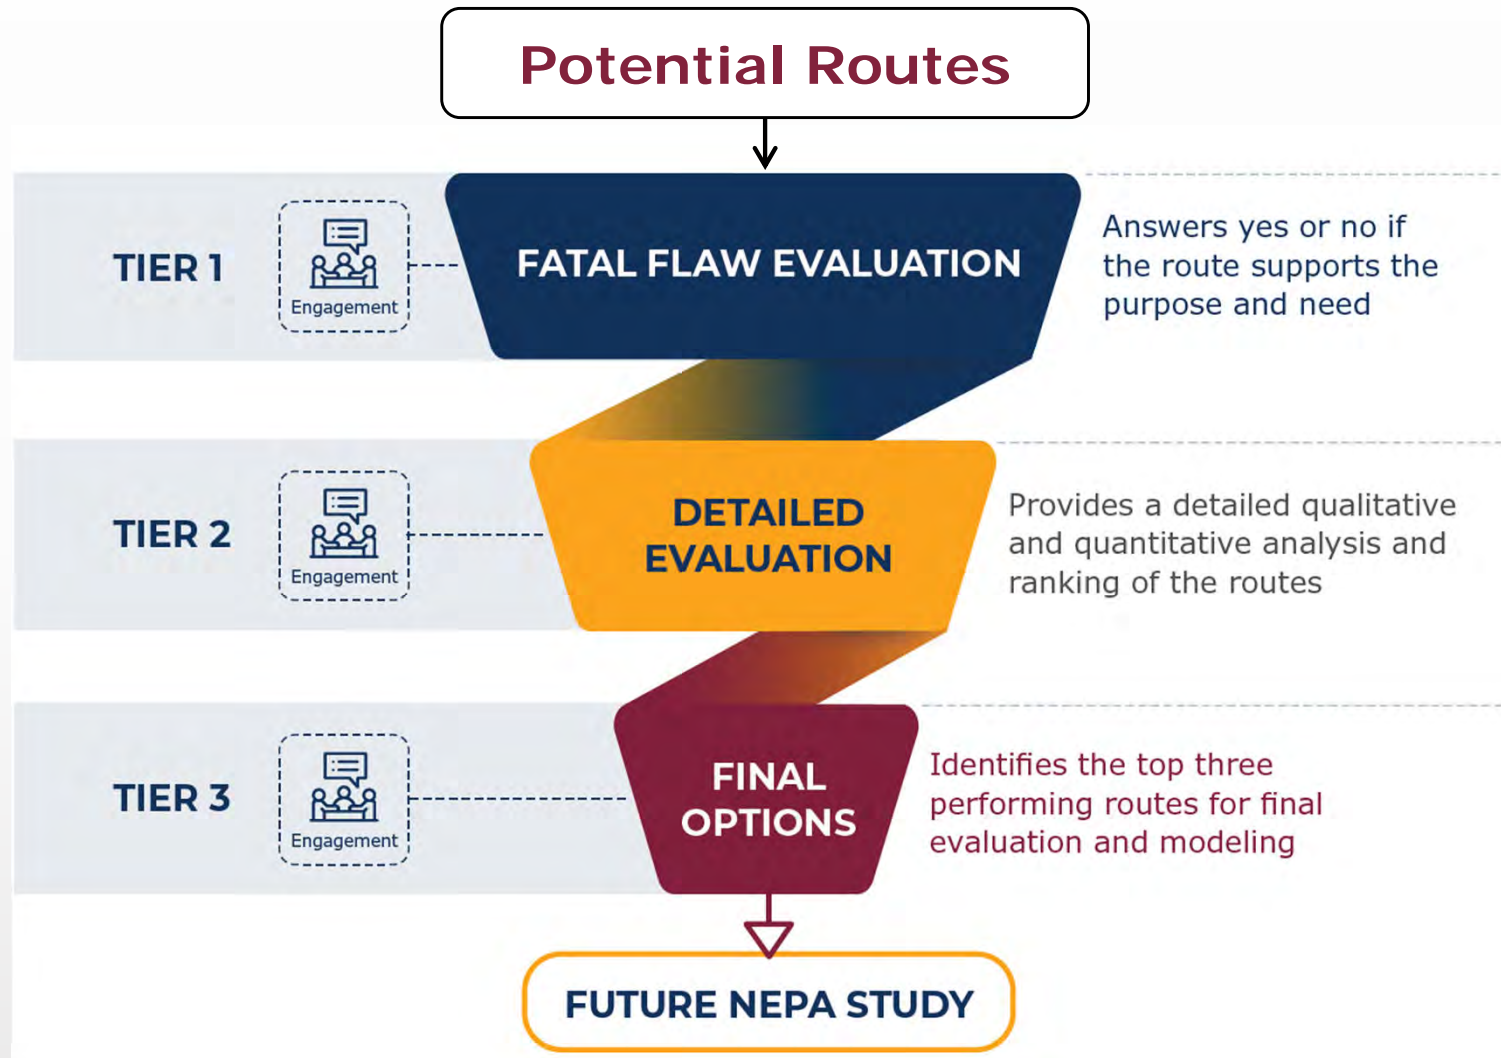 Potential Routes
TIER 1
Engagement
FATAL FLAW EVALUATION
Answers yes or no if
the route supports the
purpose and need
TIER 2
Engagement
DETAILED
EVALUATION
Provides a detailed qualitative
and quantitative analysis and
ranking of the routes
TIER 3
Engagement
FINAL
OPTIONS
Identifies the top three
performing routes for final
evaluation and modeling
FUTURE NEPA STUDY